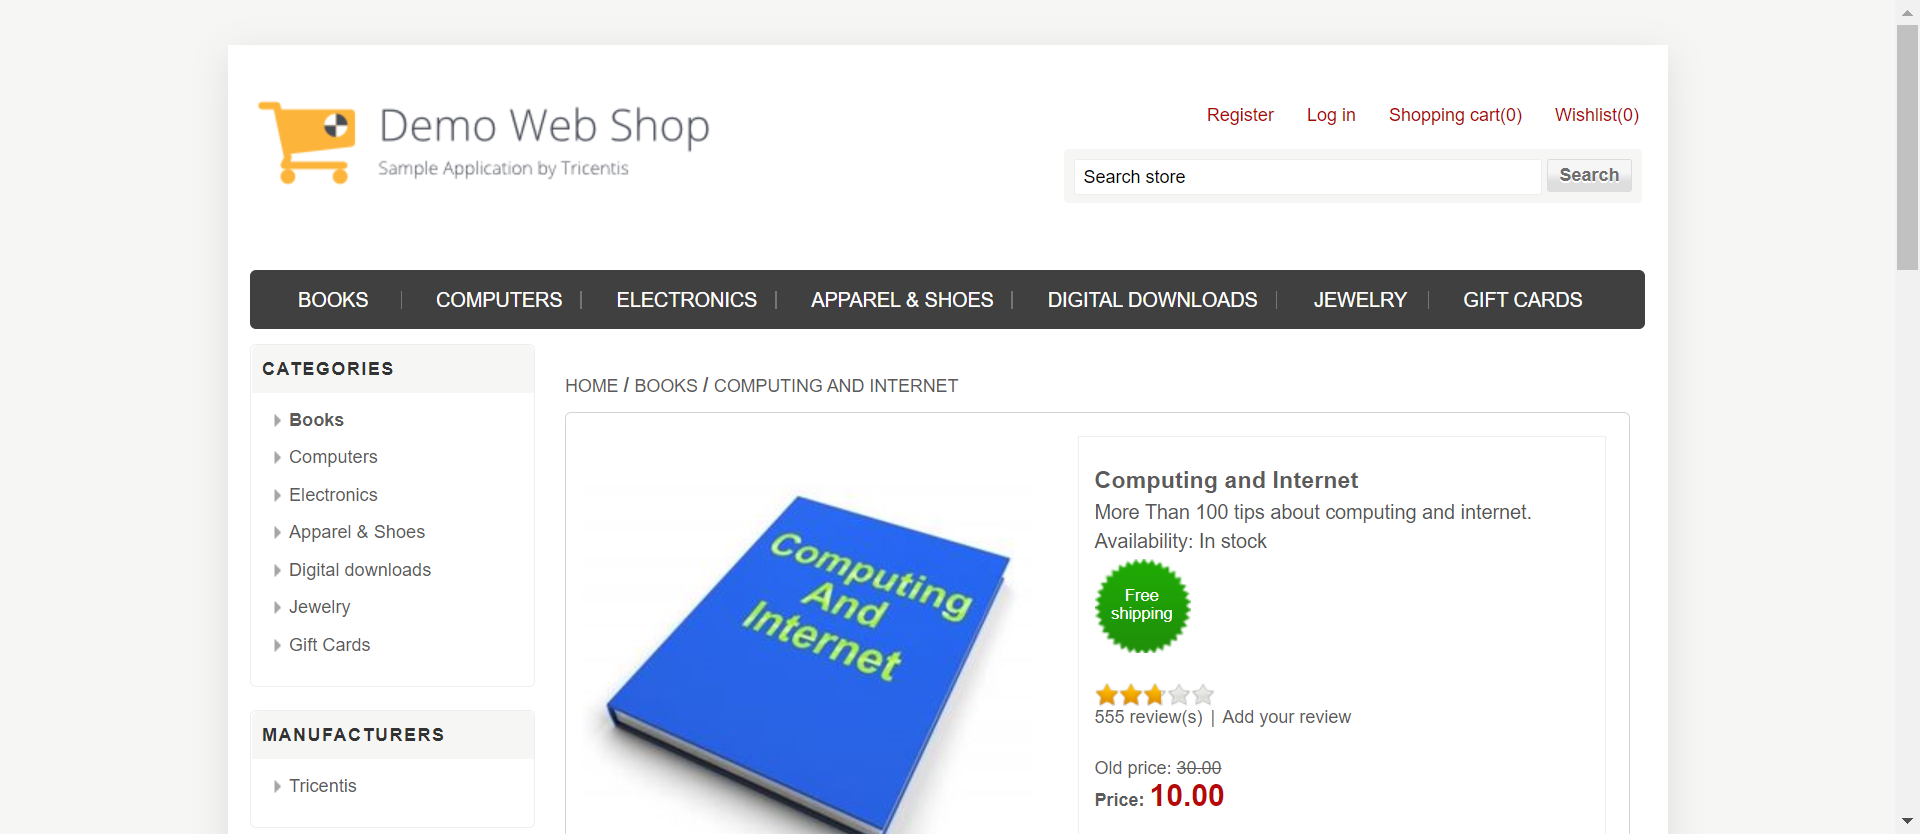 Demo Web Shop
Sample Application by Tricentis
Register Log in Shopping cart(0) Wishlist(0)
Search store Search
BOOKS COMPUTERS ELECTRONICS APPAREL & SHOES DIGITAL DOWNLOADS JEWELRY GIFT CARDS
CATEGORIES
Books
Computers
Electronics
Apparel & Shoes
Digital downloads
Jewelry
Gift Cards
MANUFACTURERS
Tricentis
HOME / BOOKS / COMPUTING AND INTERNET
Computing
And
Internet
Computing and Internet
More Than 100 tips about computing and internet.
Availability: In stock
Free
shipping
555 review(s) | Add your review
Old price: 30.00
Price: 10.00